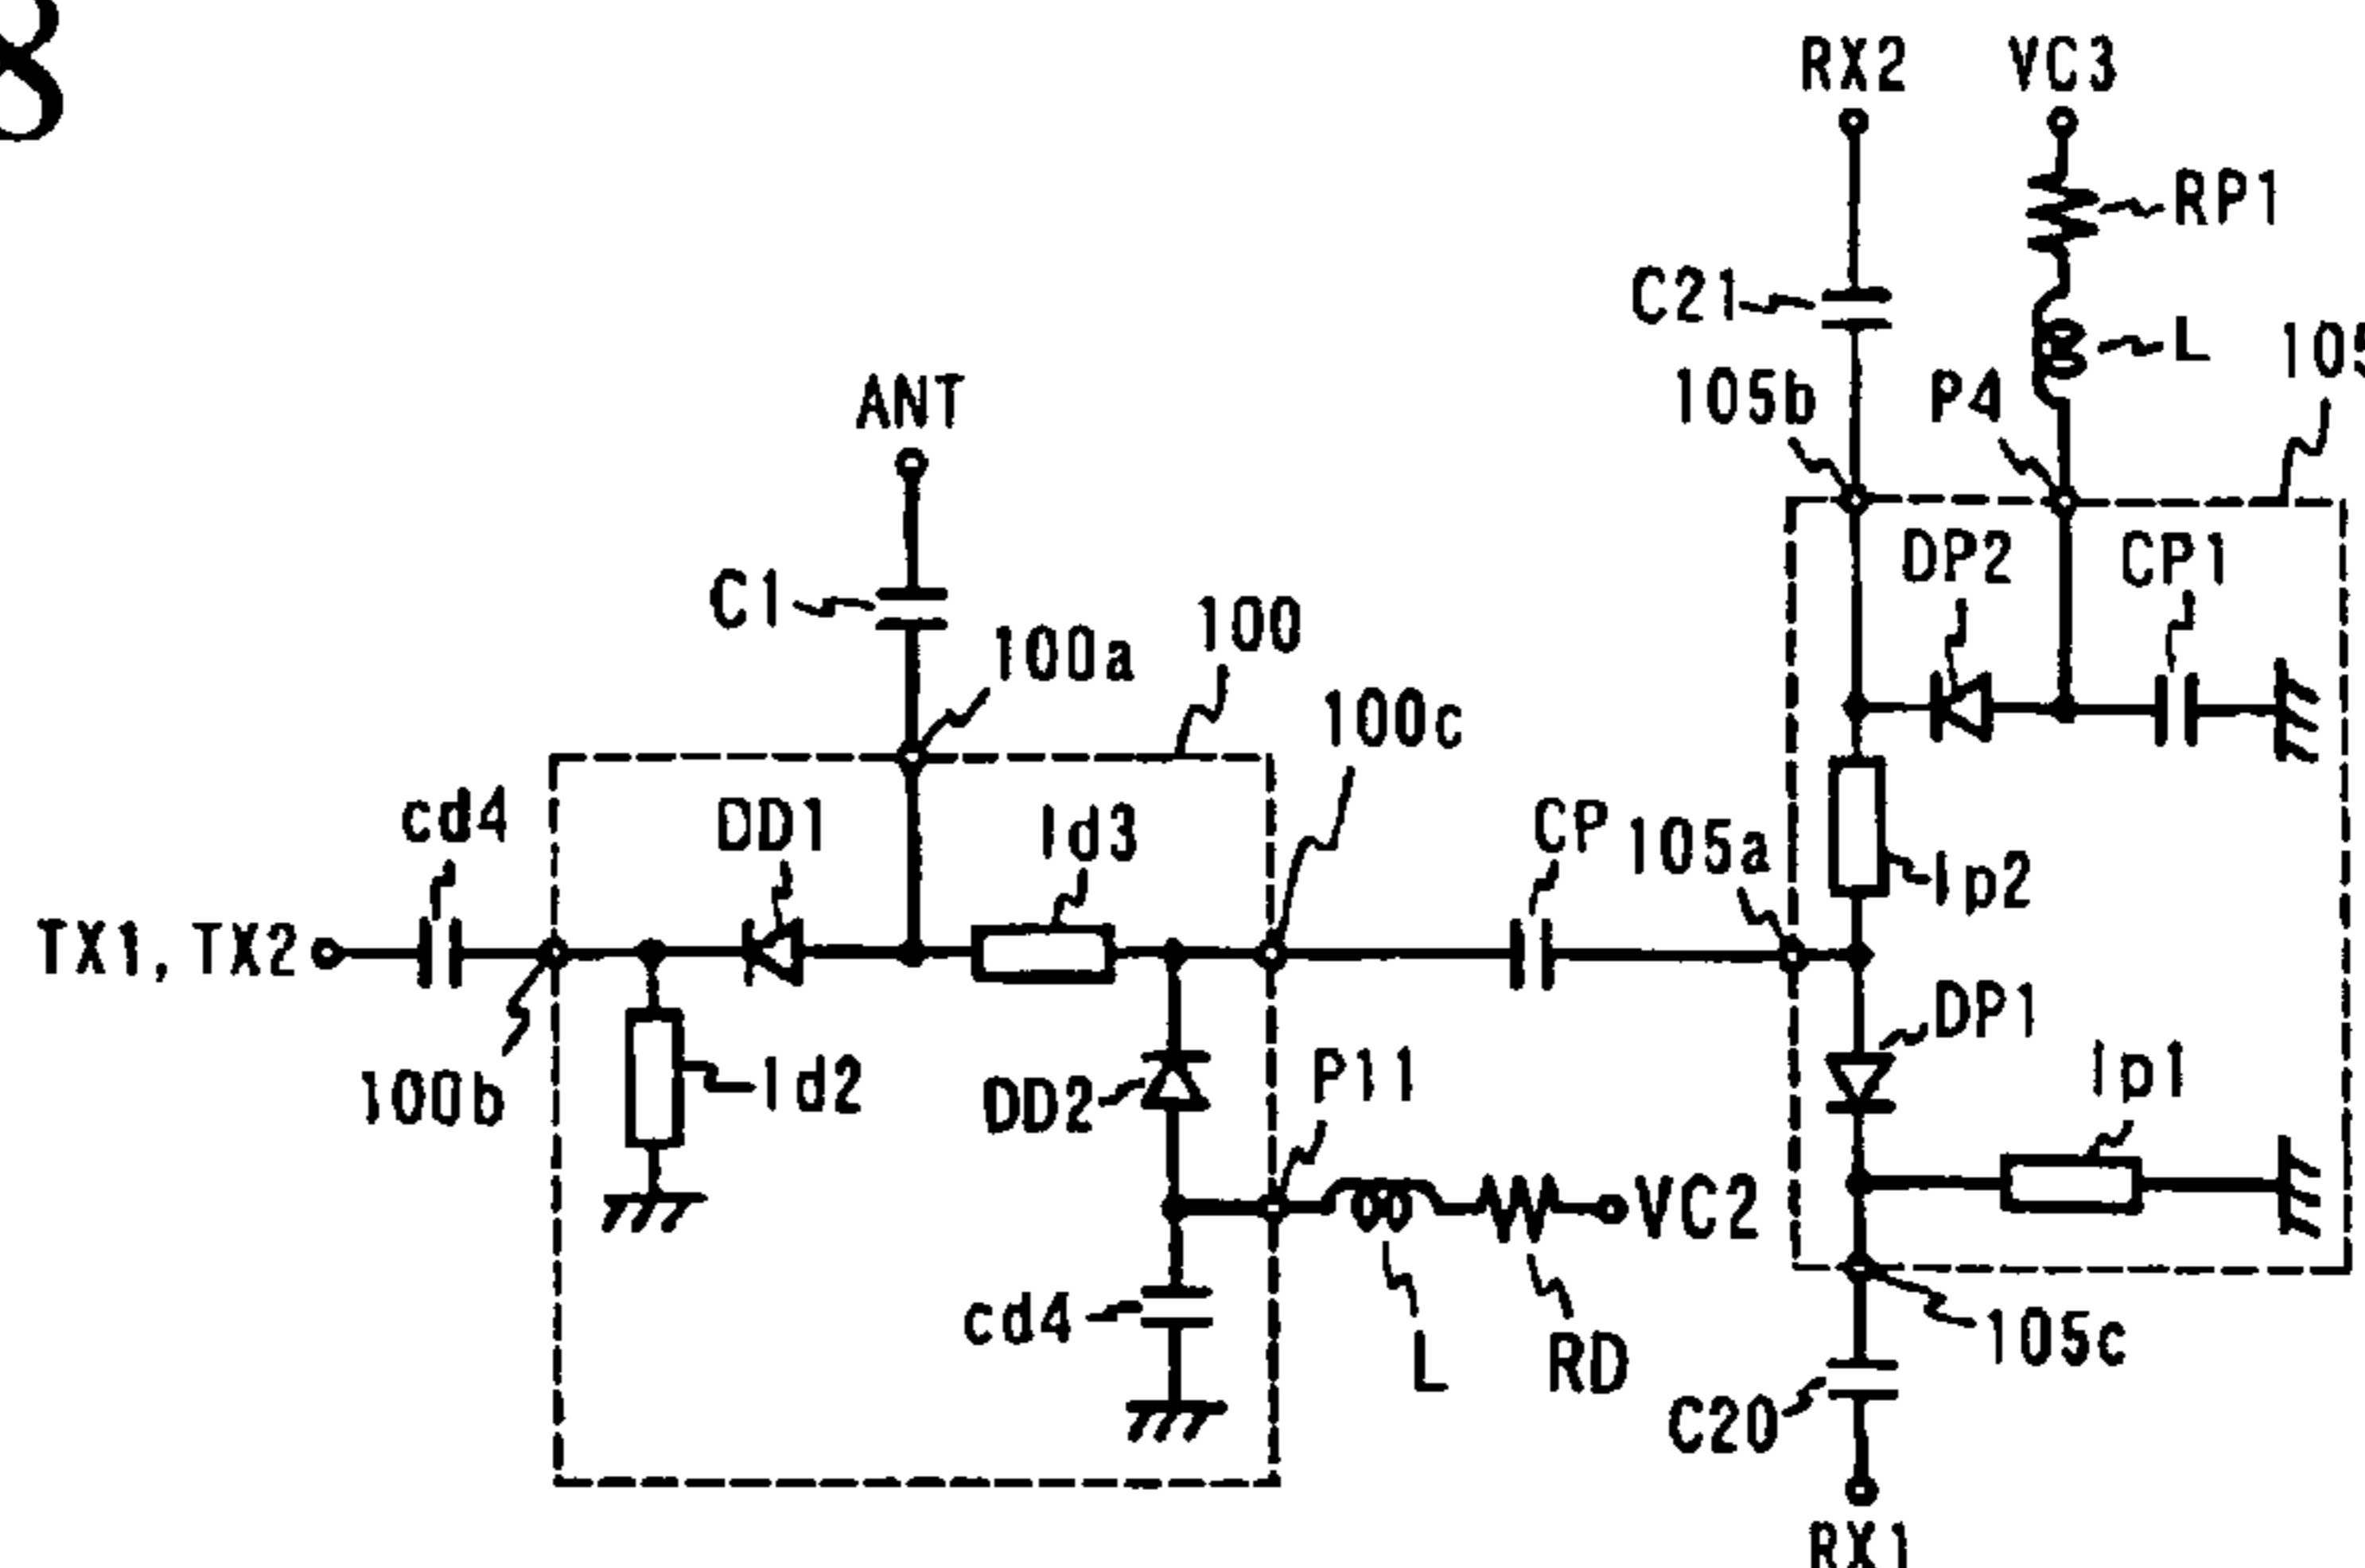 8
RX2 VC3
RP1
C21
L
105
105b
P4
ANT
DP2
CP1
C1
100a
100
100c
cd4
DD1
ld3
CP
105a
lp2
TX1, TX2
DP1
100b
ld2
DD2
P11
lp1
VC2
cd4
L
RD
105c
C20
RX1